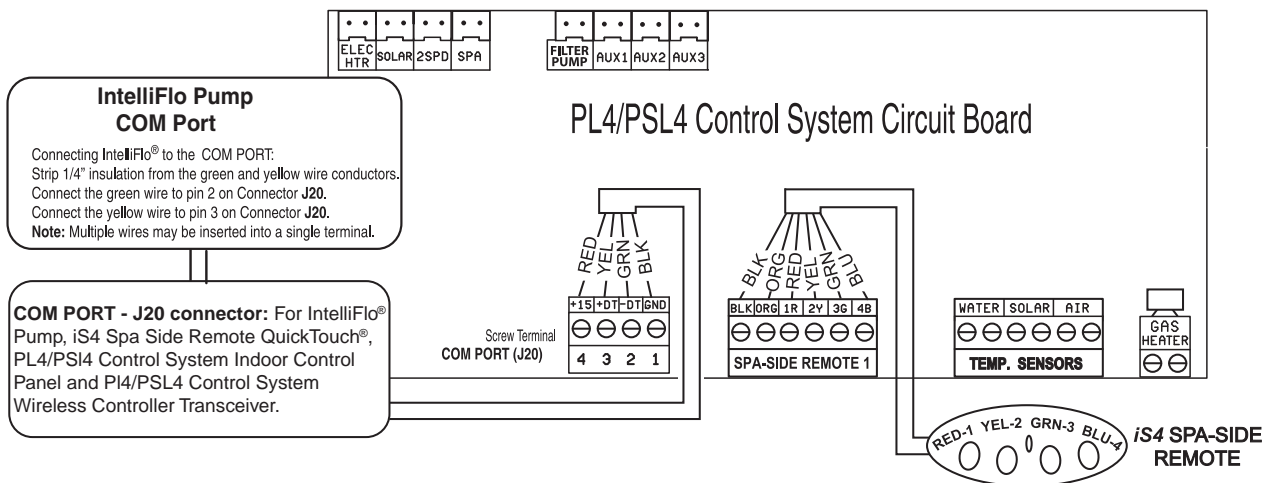 ELEC HTR
SOLAR
2SPD
SPA
FILTER PUMP
AUX1
AUX2
AUX3
IntelliFlo Pump
COM Port
Connecting IntelliFlo® to the COM PORT:
Strip 1/4” insulation from the green and yellow wire conductors.
Connect the green wire to pin 2 on Connector J20.
Connect the yellow wire to pin 3 on Connector J20.
Note: Multiple wires may be inserted into a single terminal.
PL4/PSL4 Control System Circuit Board
COM PORT - J20 connector: For IntelliFlo®
Pump, iS4 Spa Side Remote QuickTouch®,
PL4/PSl4 Control System Indoor Control
Panel and Pl4/PSL4 Control System
Wireless Controller Transceiver.
RED
YEL
GRN
BLK
+15 +DT -DT GND
Screw Terminal
COM PORT (J20)
4 3 2 1
BLK
ORG
RED
YEL
GRN
BLU
BLK ORG 1R 2Y 3G 4B
SPA-SIDE REMOTE 1
WATER SOLAR AIR
TEMP. SENSORS
GAS
HEATER
RED-1 YEL-2 GRN-3 BLU-4
iS4 SPA-SIDE
REMOTE